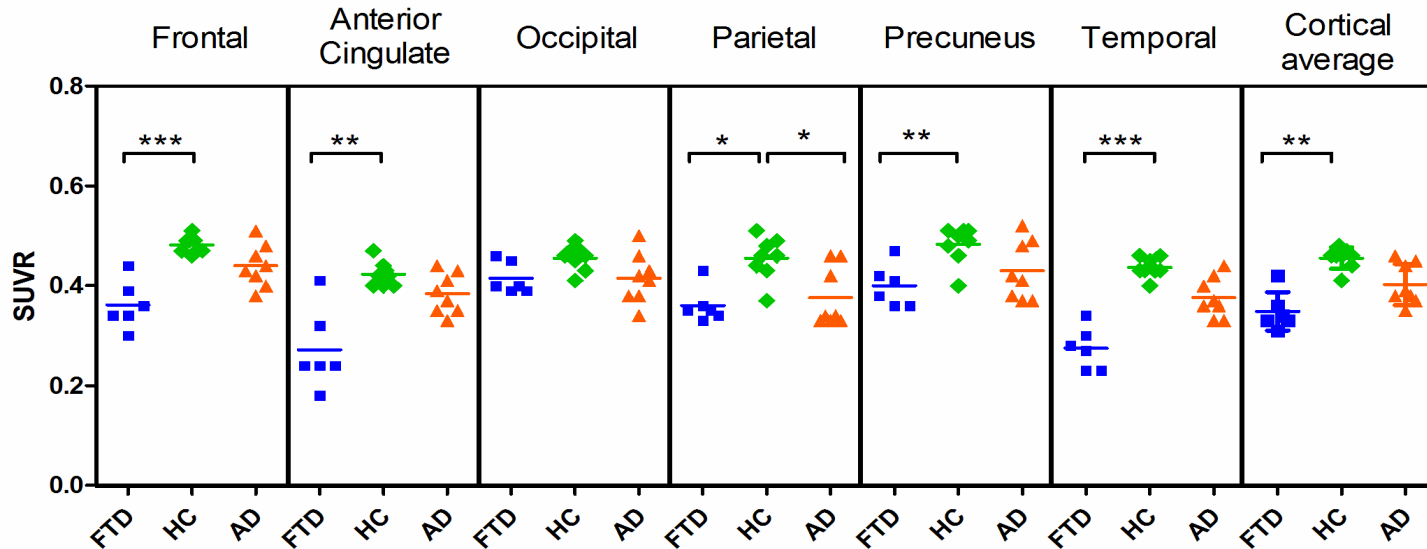 Frontal
Anterior
Cingulate
Occipital
Parietal
Precuneus
Temporal
Cortical
average
SUVR
0.8
0.6
0.4
0.2
0.0
***
**
*
*
**
***
**
FTD HC AD FTD HC AD FTD HC AD FTD HC AD FTD HC AD FTD HC AD FTD HC AD